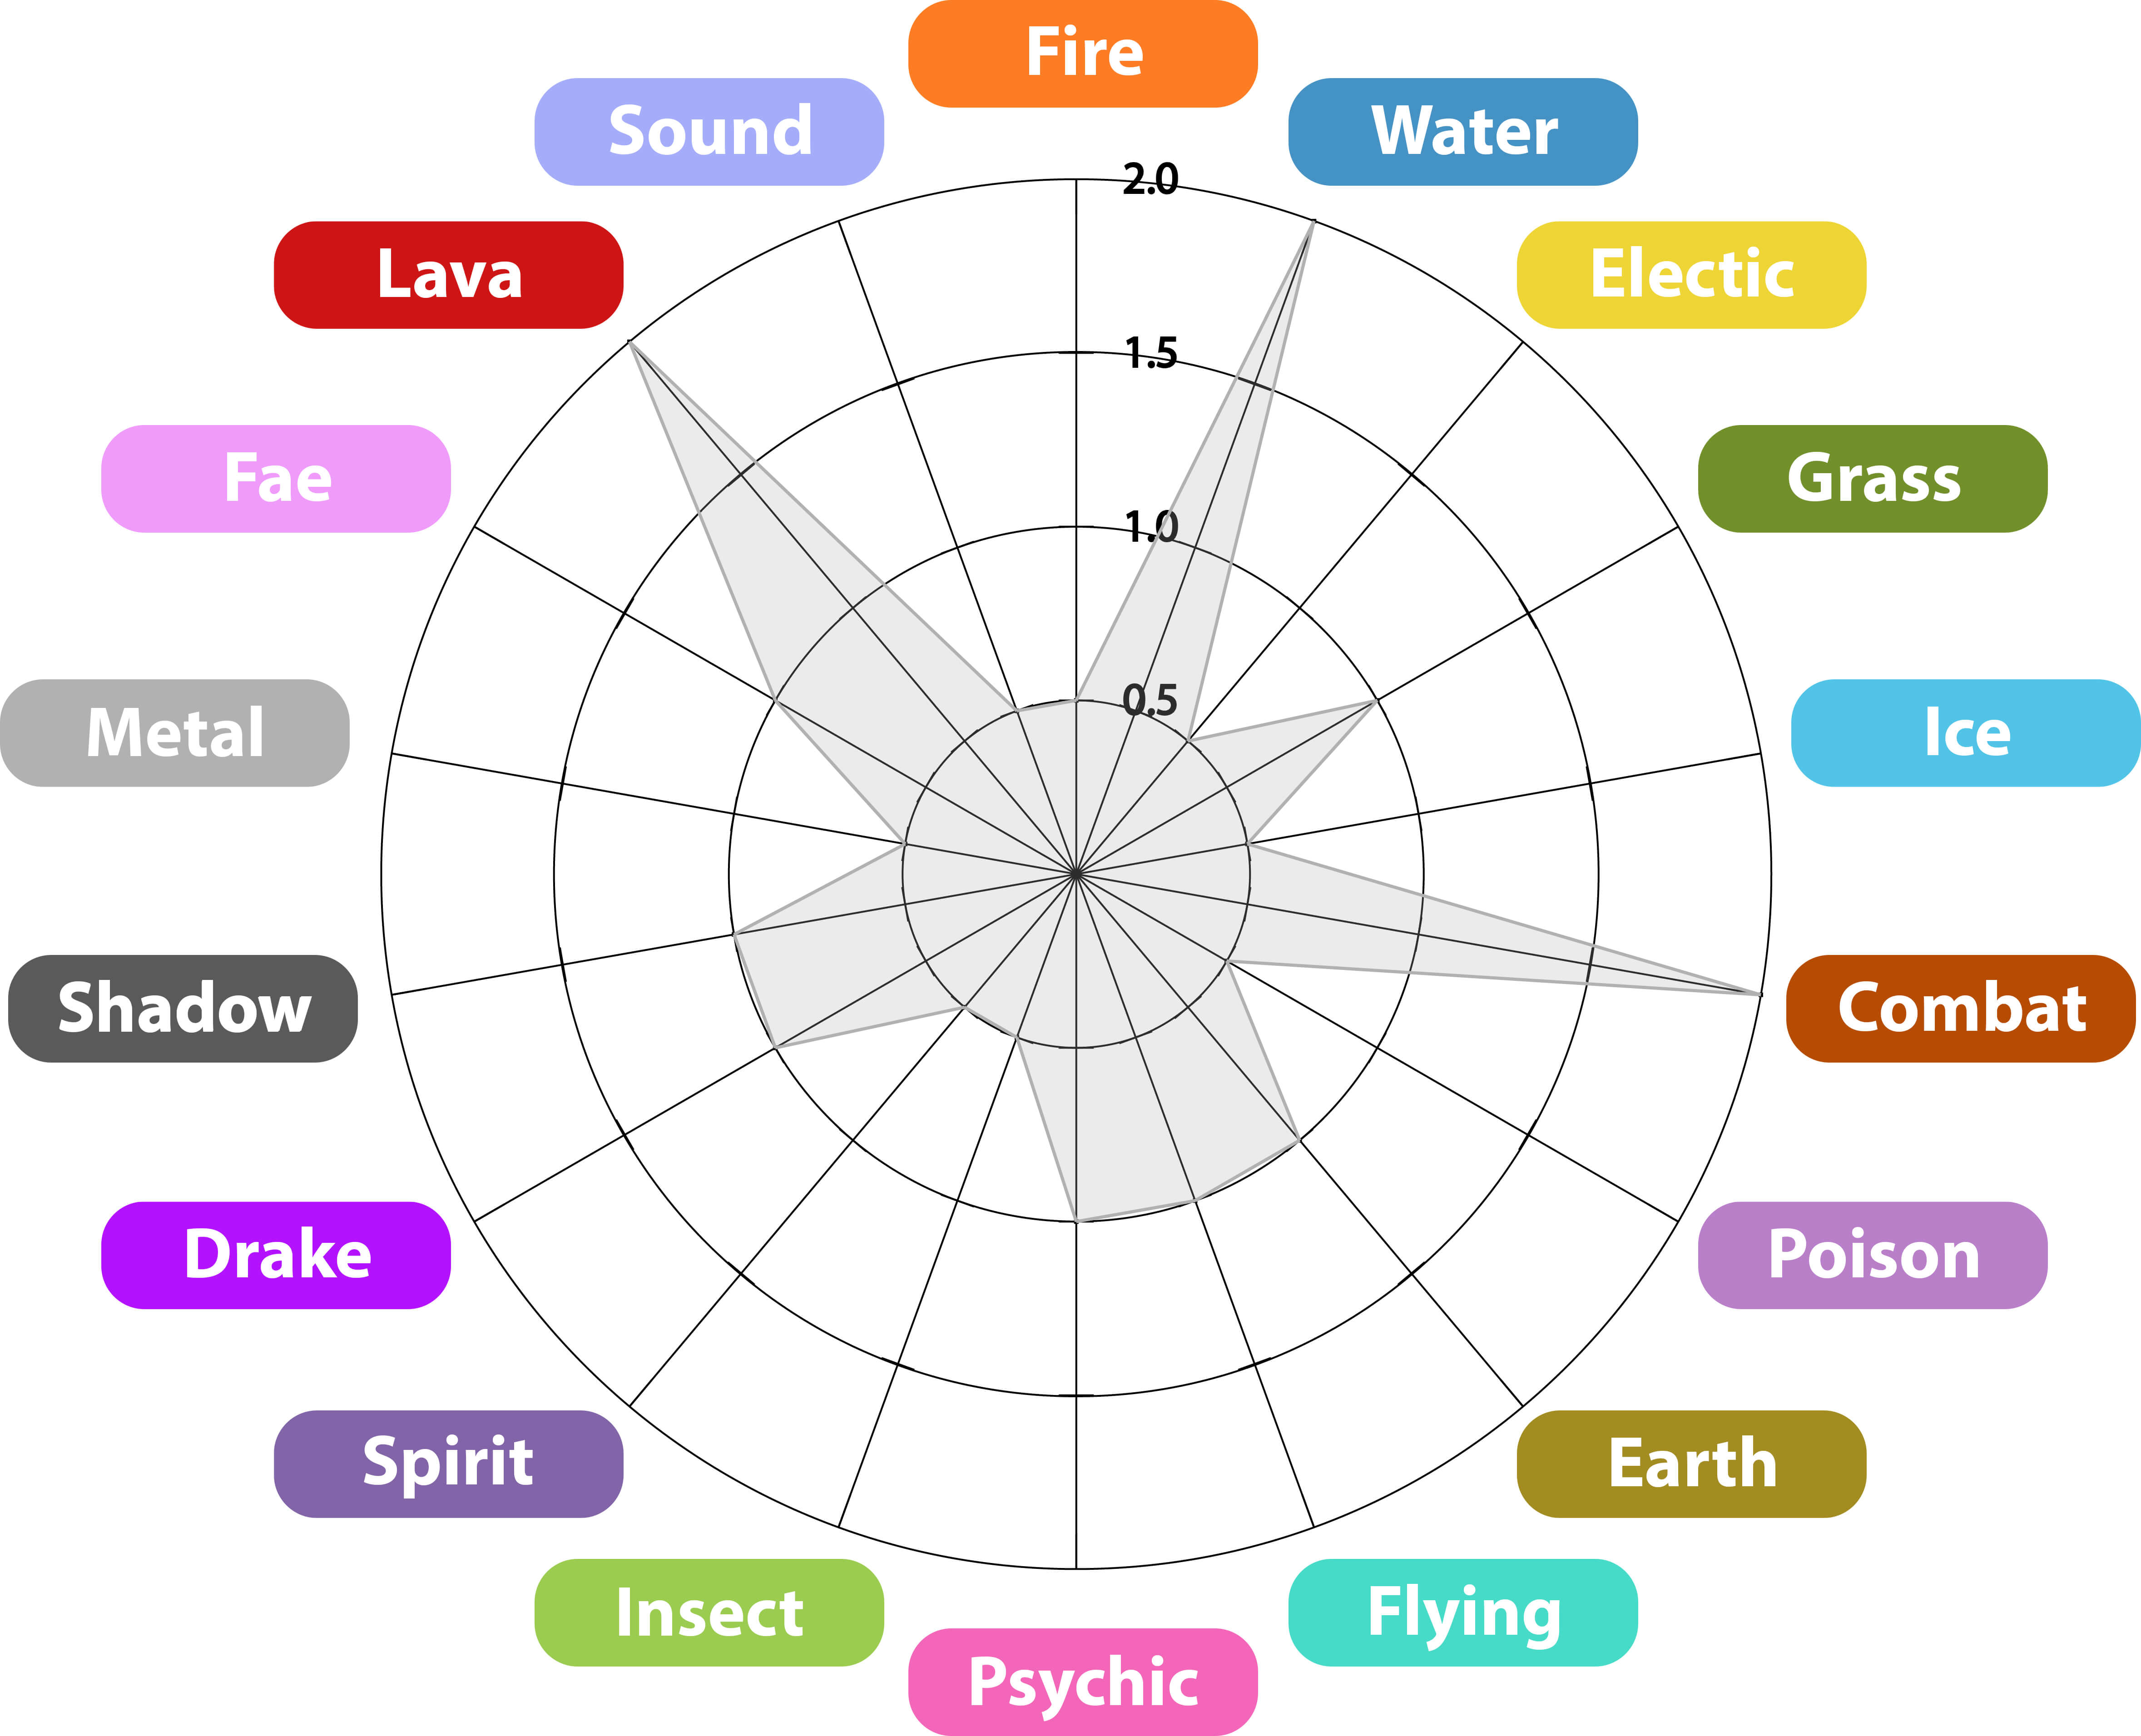 Fire
Sound
Water
2.0
Lava
Electic
1.5
Fae
Grass
1.0
0.5
Metal
Ice
Shadow
Combat
Drake
Poison
Spirit
Earth
Insect
Flying
Psychic